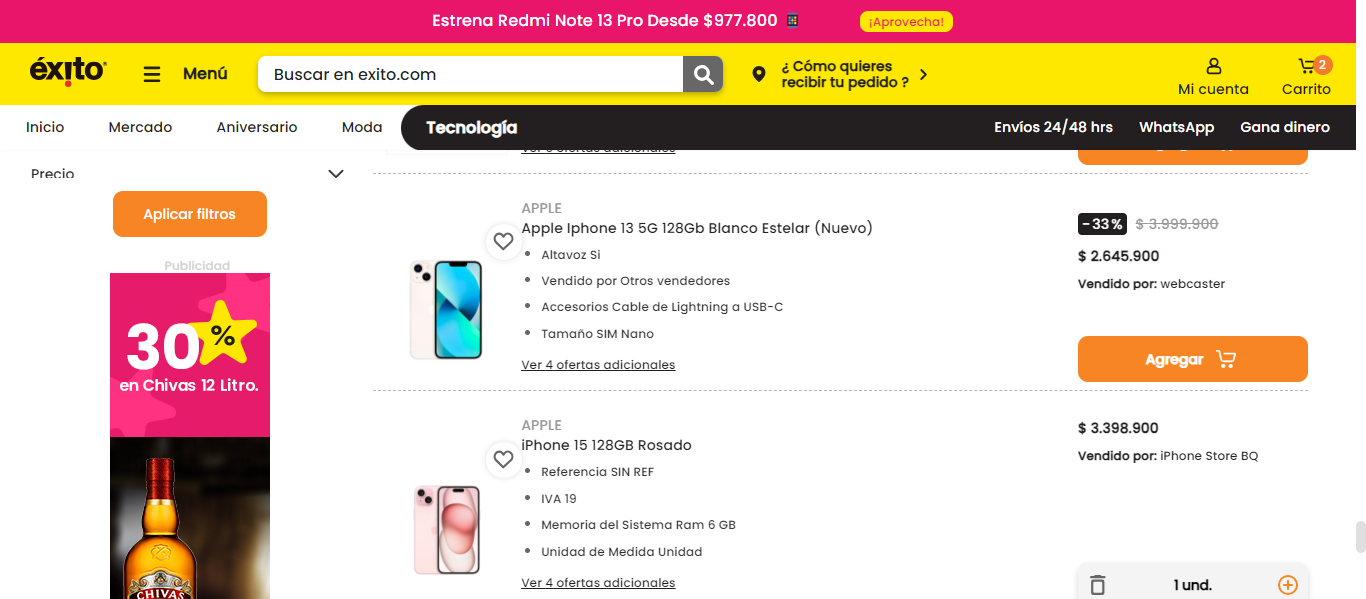 Estrena Redmi Note 13 Pro Desde $977.800
¡Aprovecha!
éxito
Menú
Buscar en exito.com
¿ Cómo quieres
recibir tu pedido ?
Mi cuenta
2
Carrito
Inicio
Mercado
Aniversario
Moda
Tecnología
Envíos 24/48 hrs
WhatsApp
Gana dinero
Precio
Aplicar filtros
Publicidad
30 %
en Chivas 12 Litro.
CHIVAS
APPLE
Apple Iphone 13 5G 128Gb Blanco Estelar (Nuevo)
Altavoz Si
Vendido por Otros vendedores
Accesorios Cable de Lightning a USB-C
Tamaño SIM Nano
Ver 4 ofertas adicionales
-33%
$ 3.999.900
$ 2.645.900
Vendido por: webcaster
Agregar
APPLE
iPhone 15 128GB Rosado
Referencia SIN REF
IVA 19
Memoria del Sistema Ram 6 GB
Unidad de Medida Unidad
Ver 4 ofertas adicionales
$ 3.398.900
Vendido por: iPhone Store BQ
1 und.